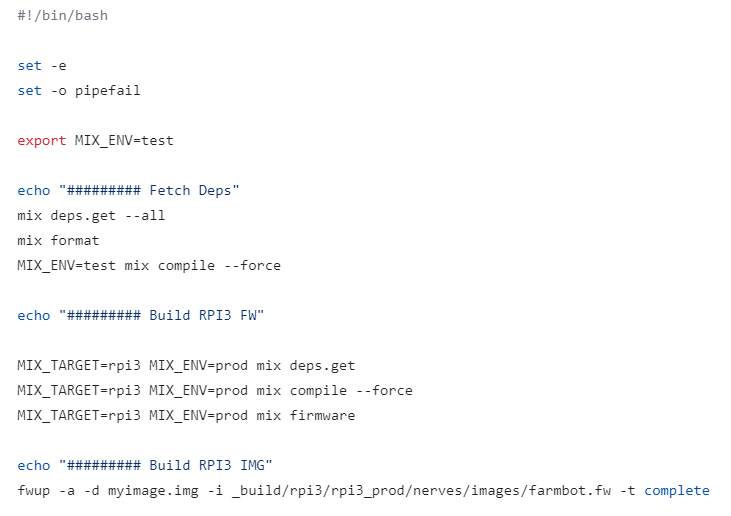 #!/bin/bash
set -e
set -o pipefail
export MIX_ENV=test
echo "######### Fetch Deps"
mix deps.get --all
mix format
MIX_ENV=test mix compile --force
echo "######### Build RPI3 FW"
MIX_TARGET=rpi3 MIX_ENV=prod mix deps.get
MIX_TARGET=rpi3 MIX_ENV=prod mix compile --force
MIX_TARGET=rpi3 MIX_ENV=prod mix firmware
echo "######### Build RPI3 IMG"
fwup -a -d myimage.img -i _build/rpi3/rpi3_prod/nerves/images/farmbot.fw -t complete